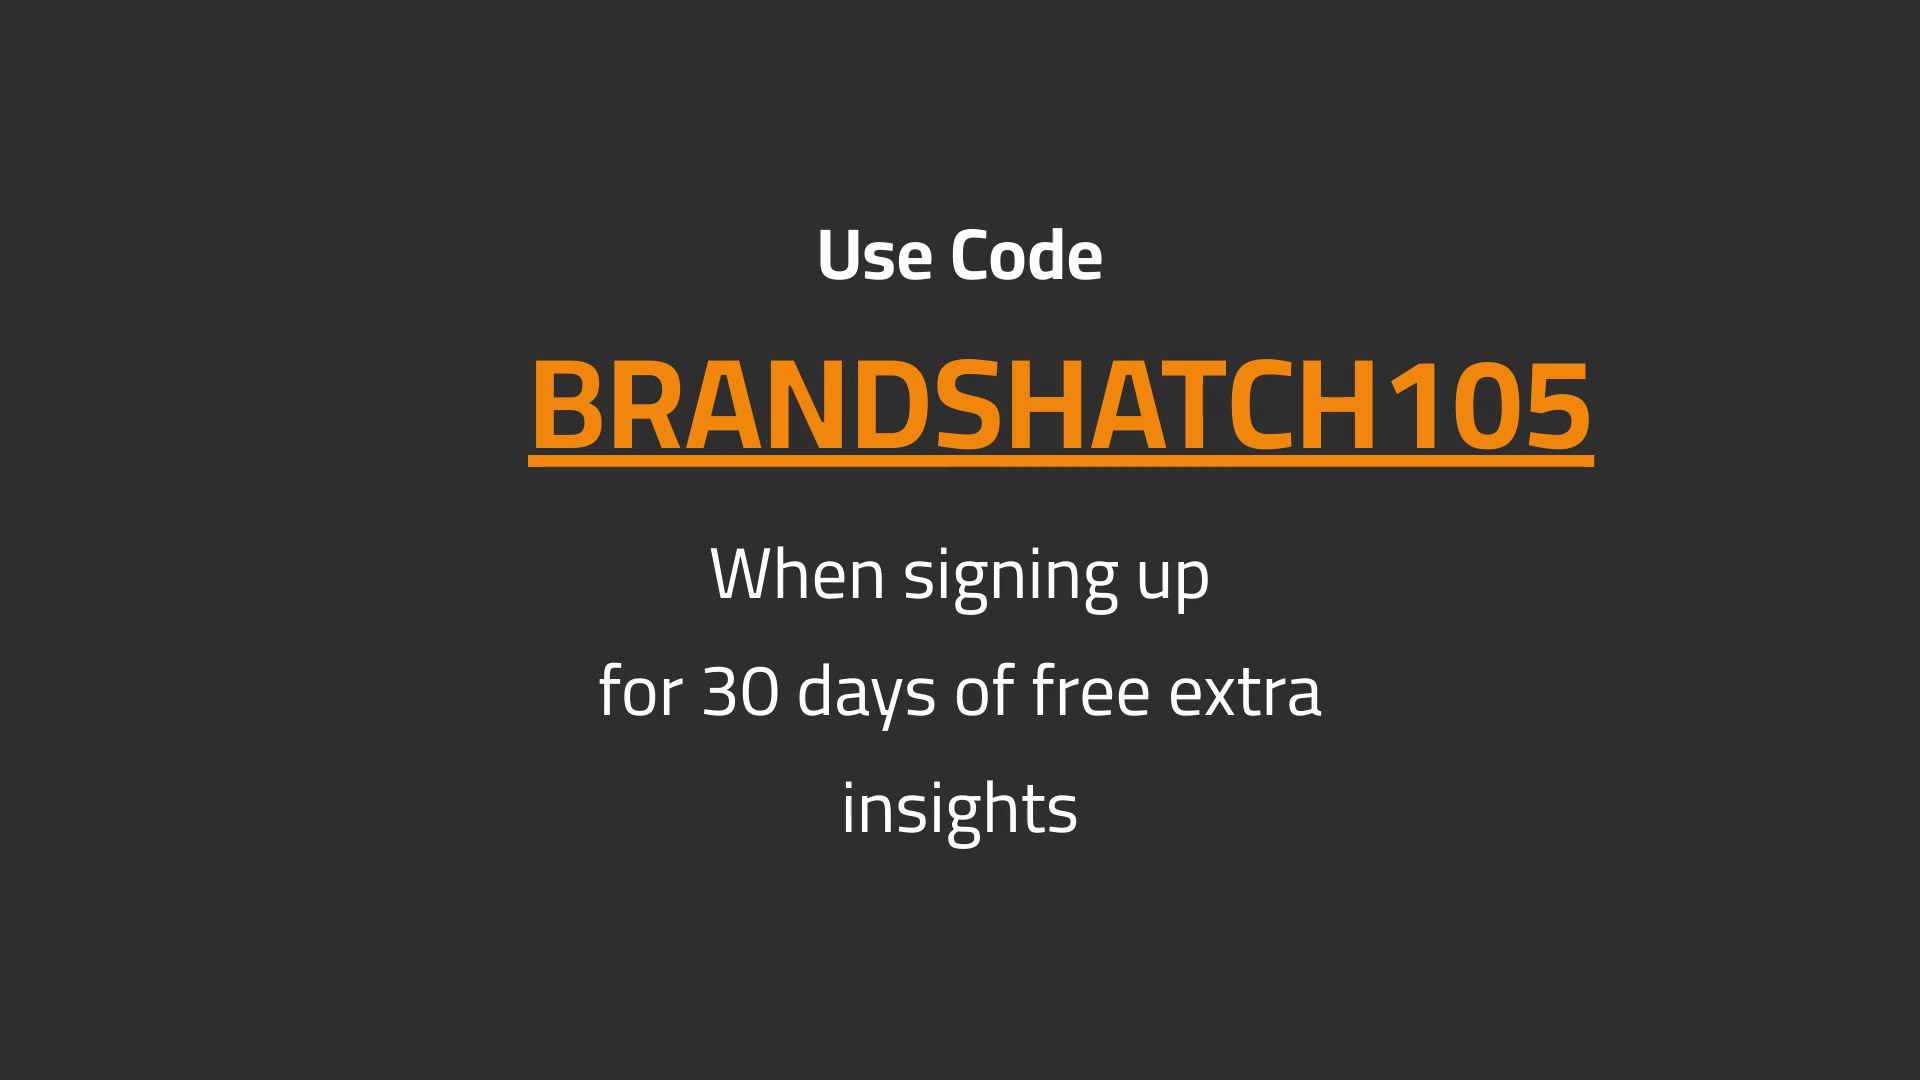 Use Code
BRANDSHATCH105
When signing up
for 30 days of free extra
insights